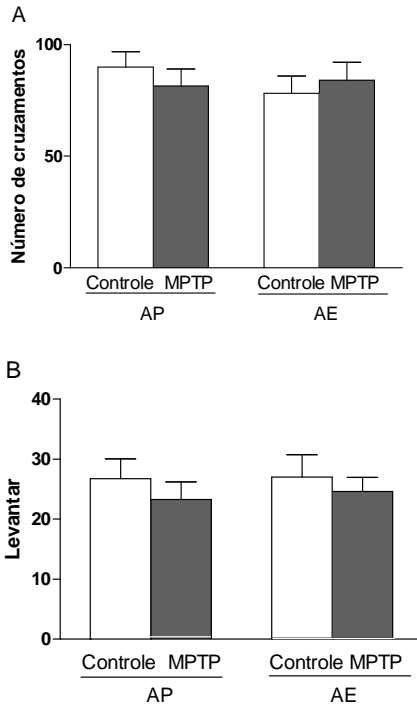 A
Número de cruzamentos
100
50
0
Controle MPTP Controle MPTP
AP AE
B
Levantar
40
30
20
10
0
Controle MPTP Controle MPTP
AP AE